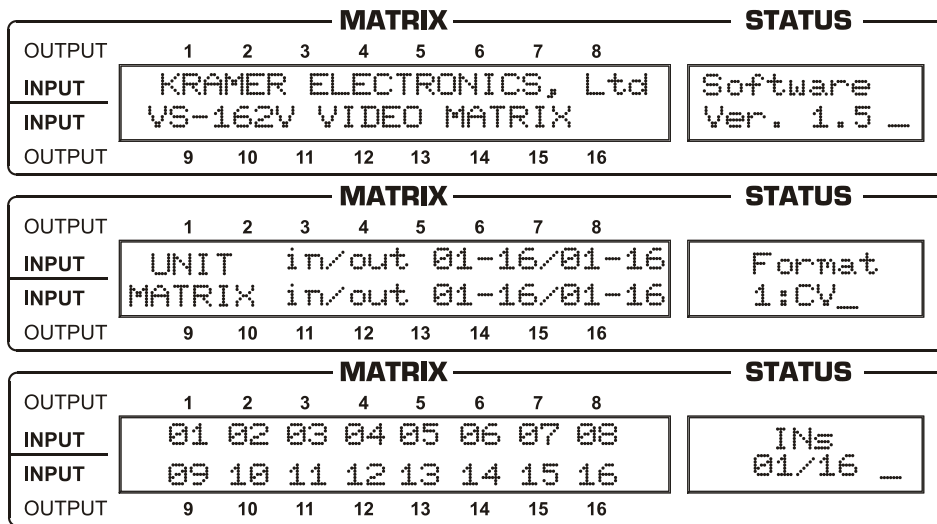 MATRIX STATUS
OUTPUT 1 2 3 4 5 6 7 8
INPUT KRAMER ELECTRONICS, Ltd Software
INPUT VS-162V VIDEO MATRIX Ver. 1.5 _
OUTPUT 9 10 11 12 13 14 15 16
MATRIX STATUS
OUTPUT 1 2 3 4 5 6 7 8
INPUT UNIT in/out 01-16/01-16 Format
INPUT MATRIX in/out 01-16/01-16 1:CV_
OUTPUT 9 10 11 12 13 14 15 16
MATRIX STATUS
OUTPUT 1 2 3 4 5 6 7 8
INPUT 01 02 03 04 05 06 07 08 INs
INPUT 09 10 11 12 13 14 15 16 01/16 _
OUTPUT 9 10 11 12 13 14 15 16